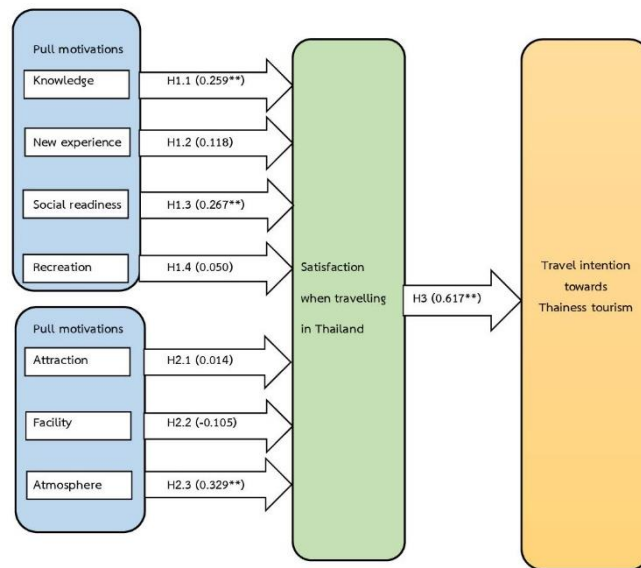 Pull motivations
Knowledge
H1.1 (0.259**)
New experience
H1.2 (0.118)
Social readiness
H1.3 (0.267**)
Recreation
H1.4 (0.050)
Pull motivations
Attraction
H2.1 (0.014)
Facility
H2.2 (-0.105)
Atmosphere
H2.3 (0.329**)
Satisfaction
when travelling
in Thailand
H3 (0.617**)
Travel intention
towards
Thainess tourism